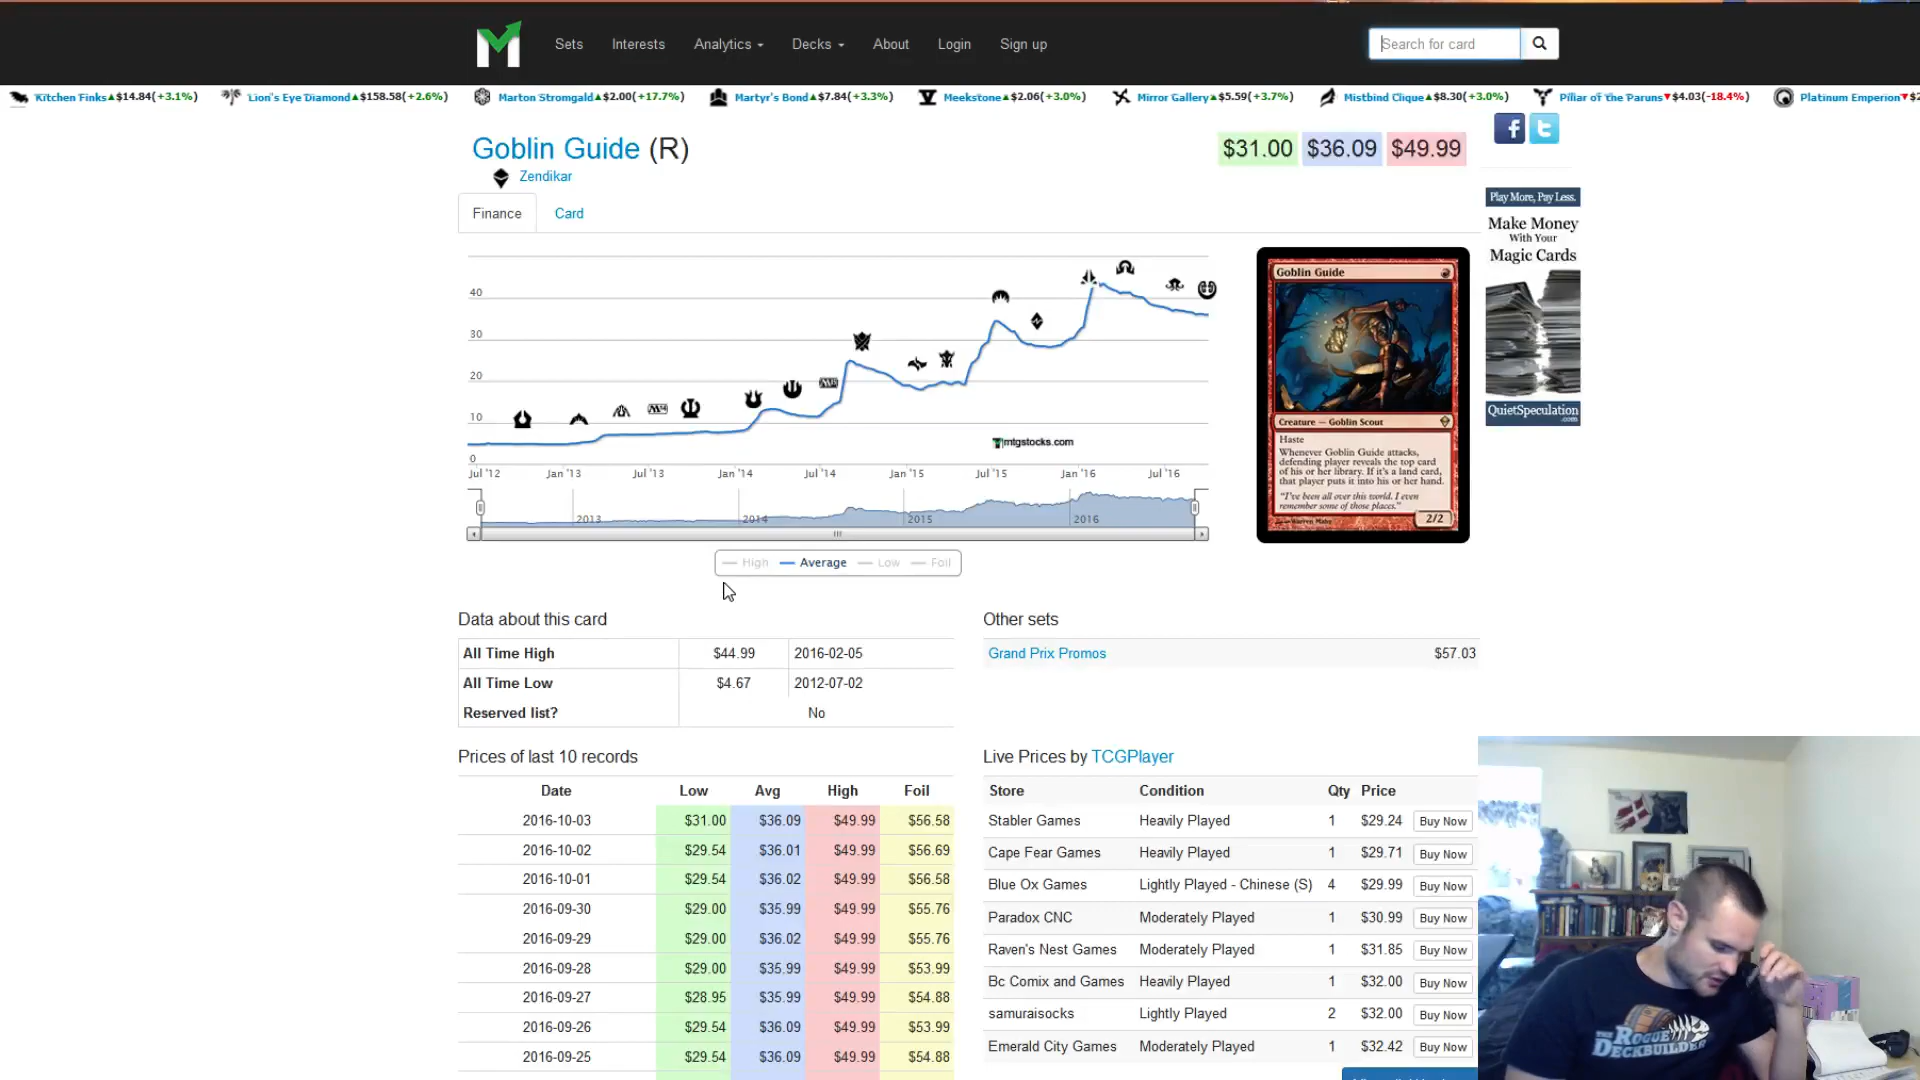 Sets Interests Analytics Decks About Login Sign up Search for card
Kitchen Finks▲$14.84(+3.1%) Lion's Eye Diamond▲$158.58(+2.6%) Marton Stromgald▲$2.00(+17.7%) Martyr's Bond▲$7.84(+3.3%) Meekstone▲$2.06(+3.0%) Mirror Gallery▲$5.59(+3.7%) Mistbind Clique▲$8.30(+3.0%) Pillar of the Paruns▼$4.03(-18.4%) Platinum Emperion▼$2
Goblin Guide (R) $31.00 $36.09 $49.99
Zendikar
Finance Card
40
30
20
10
0
mtgstocks.com
Jul '12 Jan '13 Jul '13 Jan '14 Jul '14 Jan '15 Jul '15 Jan '16 Jul '16
2013 2014 2015 2016
High Average Low Foil
Goblin Guide
Creature — Goblin Scout
Haste
Whenever Goblin Guide attacks,
defending player reveals the top card
of his or her library. If it's a land card,
that player puts it into his or her hand.
"I've been all over this world. I even
remember some of those places."
Warren Mahy
2/2
Play More, Pay Less.
Make Money
With Your
Magic Cards
QuietSpeculation
.com
Data about this card
All Time High $44.99 2016-02-05
All Time Low $4.67 2012-07-02
Reserved list? No
Other sets
Grand Prix Promos $57.03
Prices of last 10 records
Date Low Avg High Foil
2016-10-03 $31.00 $36.09 $49.99 $56.58
2016-10-02 $29.54 $36.01 $49.99 $56.69
2016-10-01 $29.54 $36.02 $49.99 $56.58
2016-09-30 $29.00 $35.99 $49.99 $55.76
2016-09-29 $29.00 $36.02 $49.99 $55.76
2016-09-28 $29.00 $35.99 $49.99 $53.99
2016-09-27 $28.95 $35.99 $49.99 $54.88
2016-09-26 $29.54 $36.09 $49.99 $53.99
2016-09-25 $29.54 $36.09 $49.99 $54.88
Live Prices by TCGPlayer
Store Condition Qty Price
Stabler Games Heavily Played 1 $29.24 Buy Now
Cape Fear Games Heavily Played 1 $29.71 Buy Now
Blue Ox Games Lightly Played - Chinese (S) 4 $29.99 Buy Now
Paradox CNC Moderately Played 1 $30.99 Buy Now
Raven's Nest Games Moderately Played 1 $31.85 Buy Now
Bc Comix and Games Heavily Played 1 $32.00 Buy Now
samuraisocks Lightly Played 2 $32.00 Buy Now
Emerald City Games Moderately Played 1 $32.42 Buy Now
THE
ROGUE
DECKBUILDER